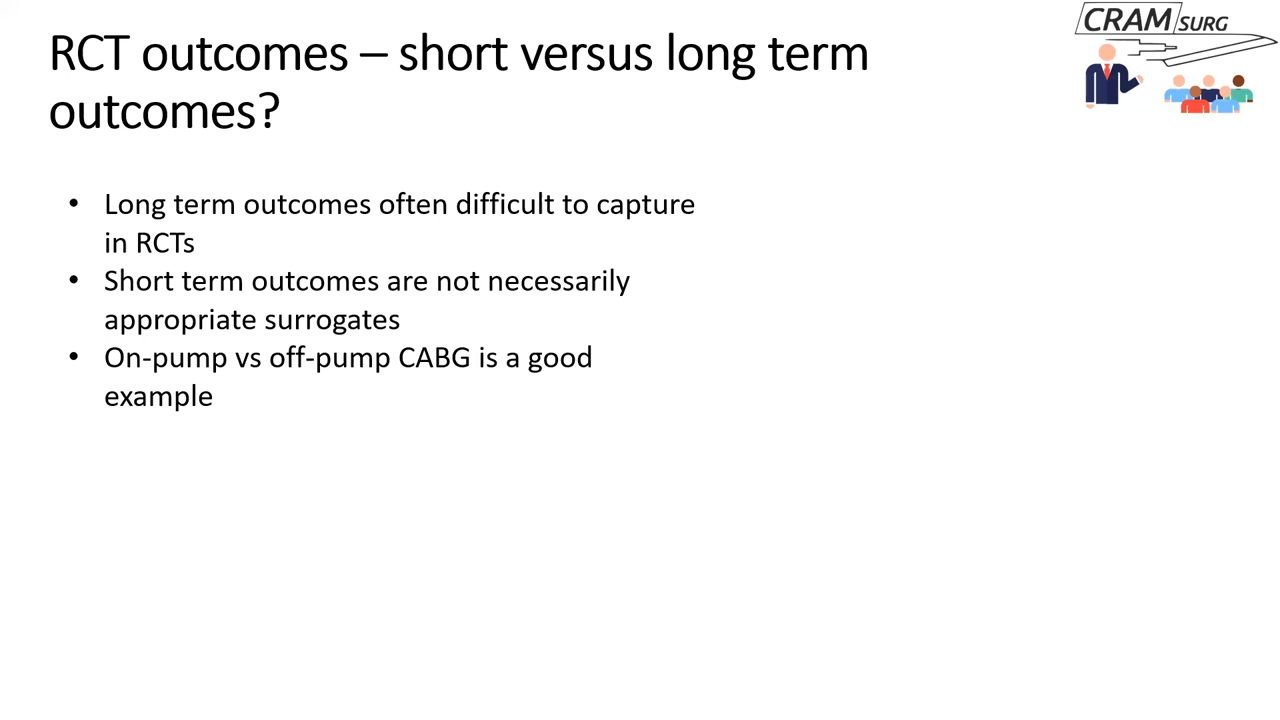 CRAM SURG
RCT outcomes – short versus long term
outcomes?
• Long term outcomes often difficult to capture
in RCTs
• Short term outcomes are not necessarily
appropriate surrogates
• On-pump vs off-pump CABG is a good
example